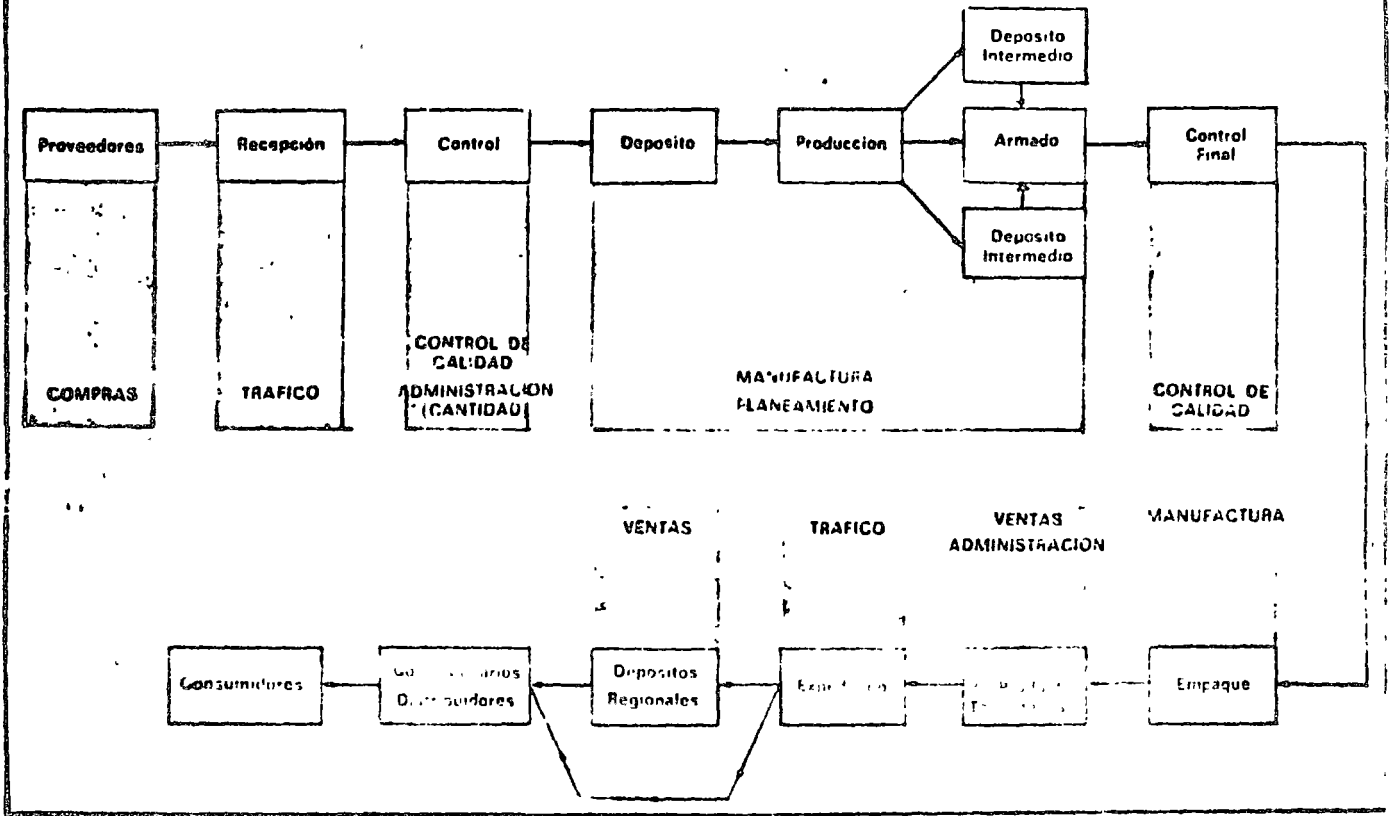 Deposito
Intermedio
Proveedores
Recepción
Control
Deposito
Produccion
Armado
Control
Final
Deposito
Intermedio
COMPRAS
TRAFICO
CONTROL DE
CALIDAD
ADMINISTRACION
(CANTIDAD)
MANUFACTURA
PLANEAMIENTO
CONTROL DE
CALIDAD
VENTAS
TRAFICO
VENTAS
ADMINISTRACION
MANUFACTURA
Consumidores
Distribuidores
Depositos
Regionales
Empaque